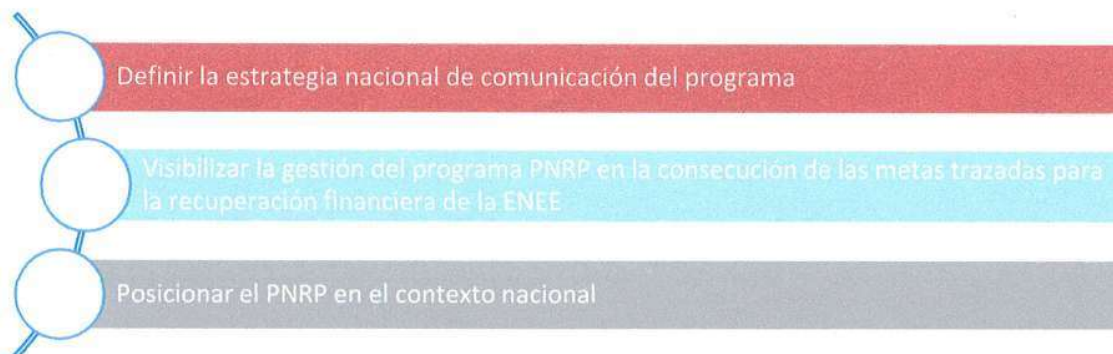 Definir la estrategia nacional de comunicación del programa
Visibilizar la gestión del programa PNRP en la consecución de las metas trazadas para
la recuperación financiera de la ENEE
Posicionar el PNRP en el contexto nacional